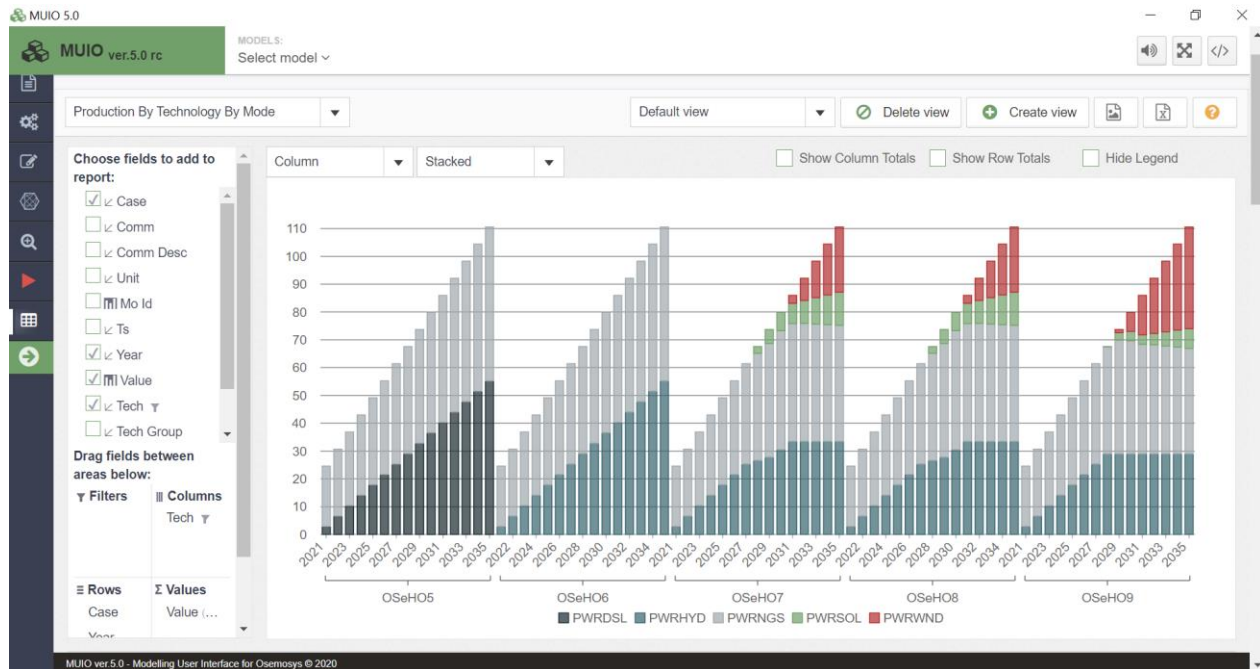 MUIO 5.0
MUIO ver.5.0 rc
MODELS:
Select model
Production By Technology By Mode
Default view
Delete view
Create view
Choose fields to add to
report:
Case
Comm
Comm Desc
Unit
Mo Id
Ts
Year
Value
Tech
Tech Group
Drag fields between
areas below:
Filters
Columns
Tech
Rows
Values
Case
Value (...
Year
Column
Stacked
Show Column Totals
Show Row Totals
Hide Legend
110
100
90
80
70
60
50
40
30
20
10
0
2021 2023 2025 2027 2029 2031 2033 2035 2022 2024 2026 2028 2030 2032 2034 2021 2023 2025 2027 2029 2031 2033 2035 2022 2024 2026 2028 2030 2032 2034 2021 2023 2025 2027 2029 2031 2033 2035
OSeHO5 OSeHO6 OSeHO7 OSeHO8 OSeHO9
PWRDSL PWRHYD PWRNGS PWRSOL PWRWND
MUIO ver.5.0 - Modelling User Interface for Osemosys © 2020